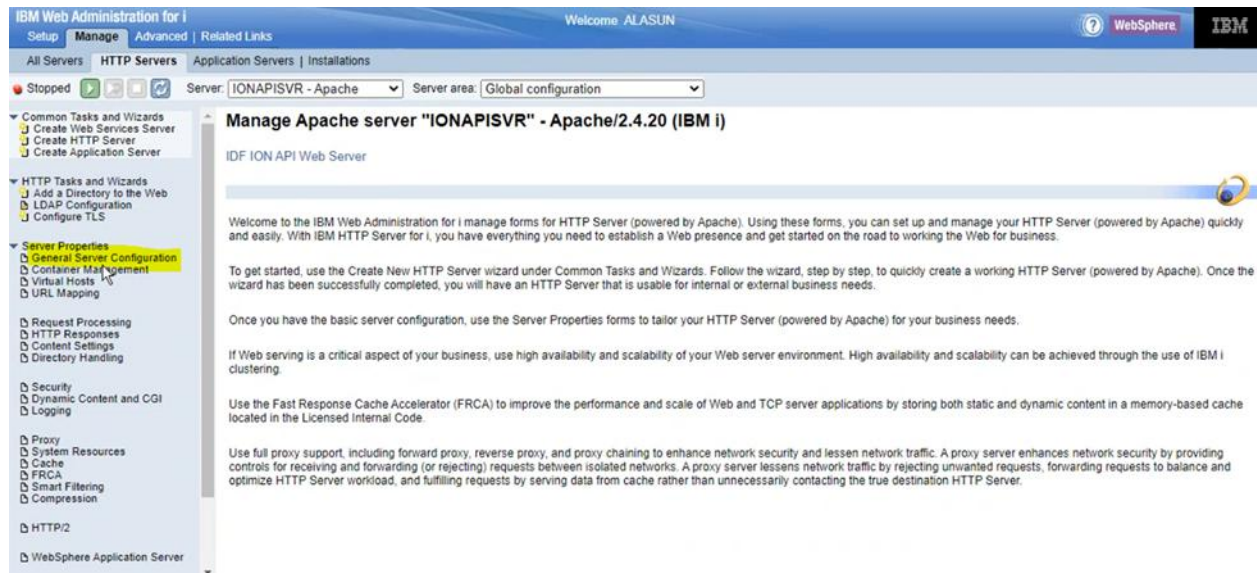 IBM Web Administration for i
Welcome ALASUN
? WebSphere. IBM
Setup Manage Advanced | Related Links
All Servers HTTP Servers Application Servers | Installations
Stopped Server: IONAPISVR - Apache Server area: Global configuration
Common Tasks and Wizards
Create Web Services Server
Create HTTP Server
Create Application Server
HTTP Tasks and Wizards
Add a Directory to the Web
LDAP Configuration
Configure TLS
Server Properties
General Server Configuration
Container Management
Virtual Hosts
URL Mapping
Request Processing
HTTP Responses
Content Settings
Directory Handling
Security
Dynamic Content and CGI
Logging
Proxy
System Resources
Cache
FRCA
Smart Filtering
Compression
HTTP/2
WebSphere Application Server
Manage Apache server "IONAPISVR" - Apache/2.4.20 (IBM i)
IDF ION API Web Server
Welcome to the IBM Web Administration for i manage forms for HTTP Server (powered by Apache). Using these forms, you can set up and manage your HTTP Server (powered by Apache) quickly
and easily. With IBM HTTP Server for i, you have everything you need to establish a Web presence and get started on the road to working the Web for business.
To get started, use the Create New HTTP Server wizard under Common Tasks and Wizards. Follow the wizard, step by step, to quickly create a working HTTP Server (powered by Apache). Once the
wizard has been successfully completed, you will have an HTTP Server that is usable for internal or external business needs.
Once you have the basic server configuration, use the Server Properties forms to tailor your HTTP Server (powered by Apache) for your business needs.
If Web serving is a critical aspect of your business, use high availability and scalability of your Web server environment. High availability and scalability can be achieved through the use of IBM i
clustering.
Use the Fast Response Cache Accelerator (FRCA) to improve the performance and scale of Web and TCP server applications by storing both static and dynamic content in a memory-based cache
located in the Licensed Internal Code.
Use full proxy support, including forward proxy, reverse proxy, and proxy chaining to enhance network security and lessen network traffic. A proxy server enhances network security by providing
controls for receiving and forwarding (or rejecting) requests between isolated networks. A proxy server lessens network traffic by rejecting unwanted requests, forwarding requests to balance and
optimize HTTP Server workload, and fulfilling requests by serving data from cache rather than unnecessarily contacting the true destination HTTP Server.